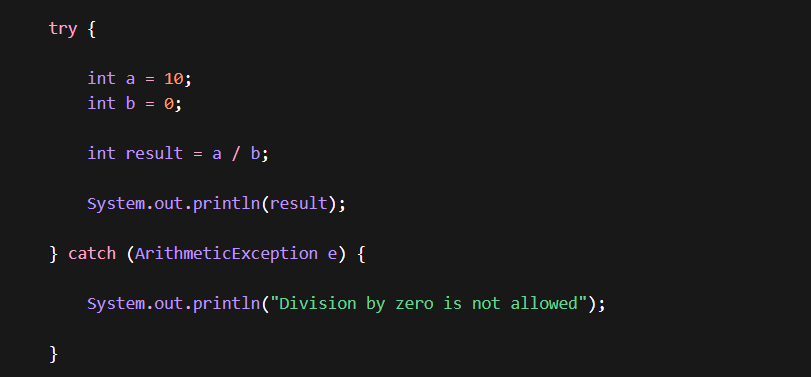 try {
int a = 10;
int b = 0;
int result = a / b;
System.out.println(result);
} catch (ArithmeticException e) {
System.out.println("Division by zero is not allowed");
}